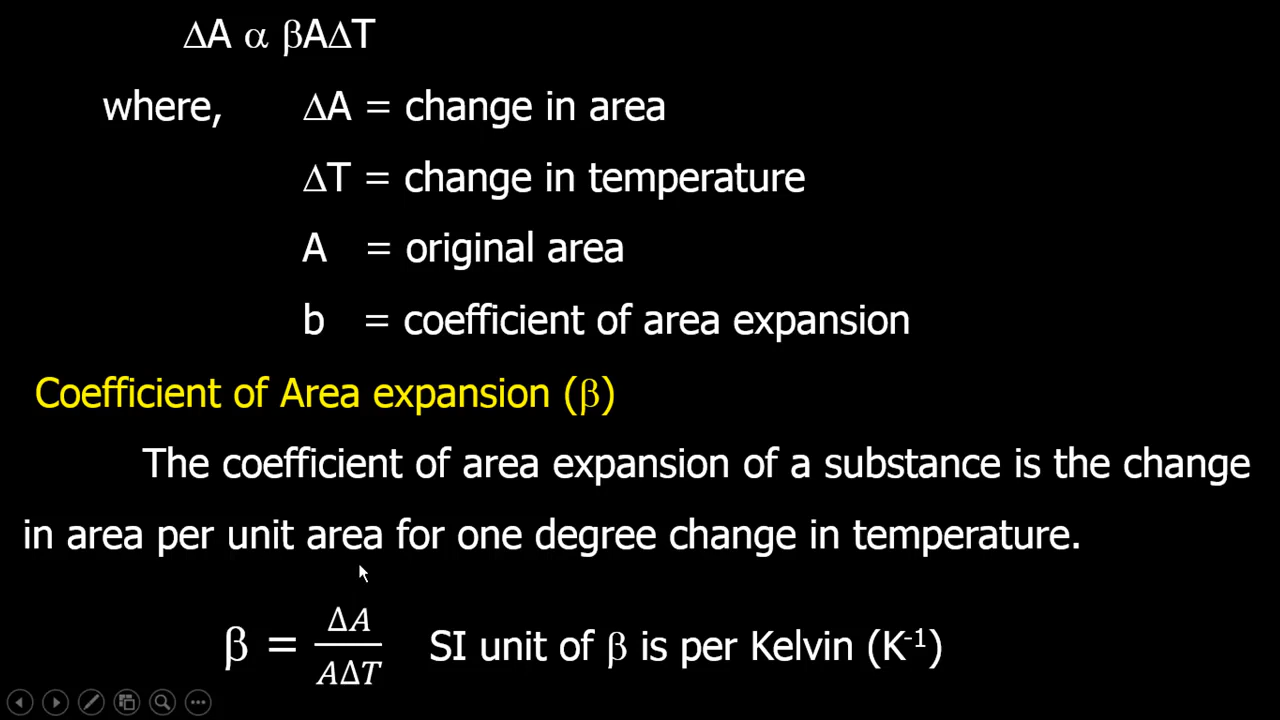 ΔA α βAΔT
where, ΔA = change in area
ΔT = change in temperature
A = original area
b = coefficient of area expansion
Coefficient of Area expansion (β)
The coefficient of area expansion of a substance is the change
in area per unit area for one degree change in temperature.
β = ΔA / AΔT SI unit of β is per Kelvin (K⁻¹)